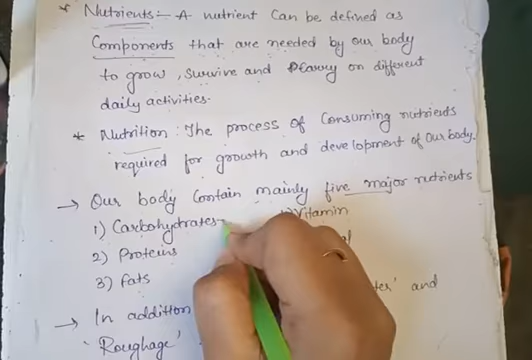 * Nutrients:- A nutrient can be defined as
Components that are needed by our body
to grow, survive and carry on different
daily activities.
* Nutrition: The process of Consuming nutrients
required for growth and development of our body.
→ Our body Contain mainly five major nutrients
1) Carbohydrates- Vitamin
2) Proteins
3) fats
→ In addition and
'Roughage'